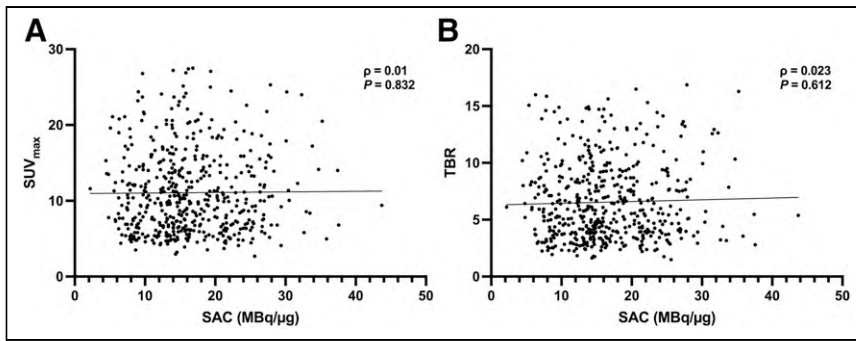 A
SUVmax
30
20
10
0
ρ = 0.01
P = 0.832
0 10 20 30 40 50
SAC (MBq/µg)
B
TBR
20
15
10
5
0
ρ = 0.023
P = 0.612
0 10 20 30 40 50
SAC (MBq/µg)